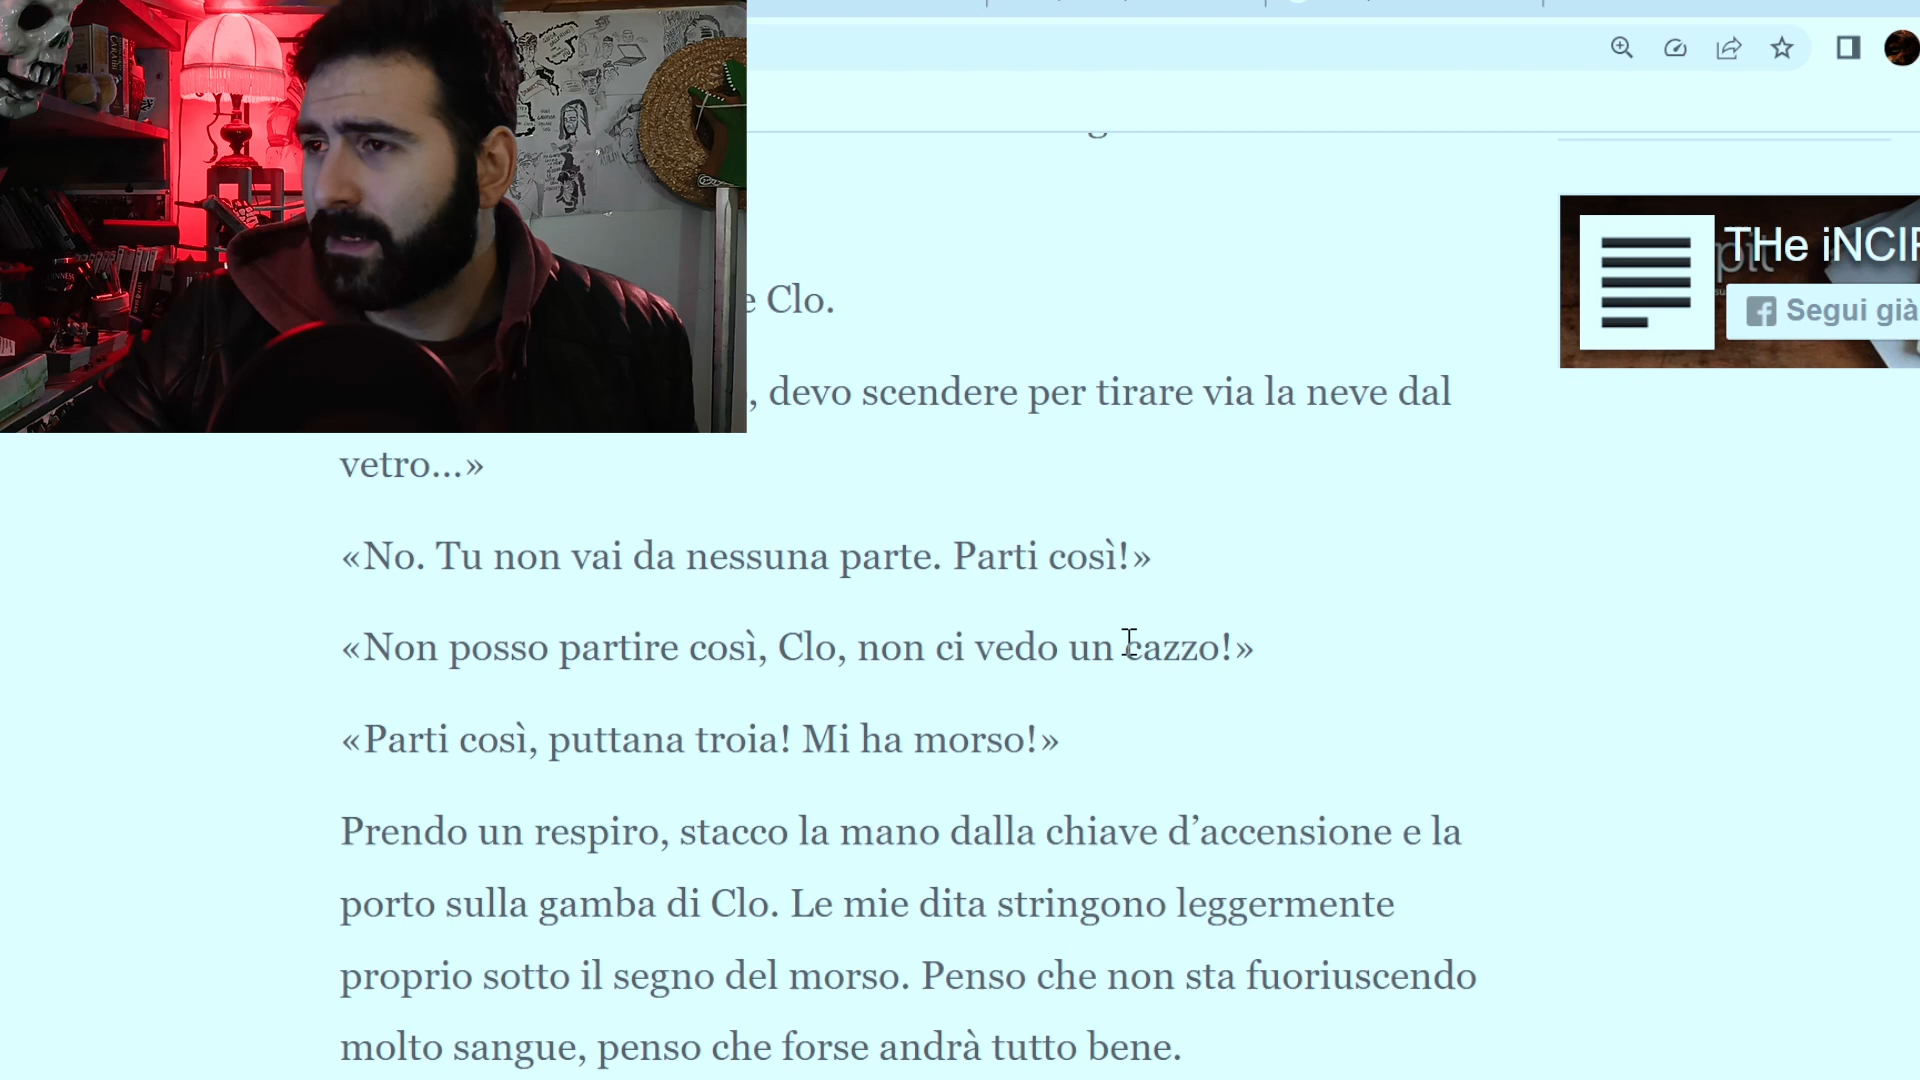 e Clo.
, devo scendere per tirare via la neve dal
vetro...»
«No. Tu non vai da nessuna parte. Parti così!»
«Non posso partire così, Clo, non ci vedo un cazzo!»
«Parti così, puttana troia! Mi ha morso!»
Prendo un respiro, stacco la mano dalla chiave d’accensione e la
porto sulla gamba di Clo. Le mie dita stringono leggermente
proprio sotto il segno del morso. Penso che non sta fuoriuscendo
molto sangue, penso che forse andrà tutto bene.
THe iNCIP
Segui già